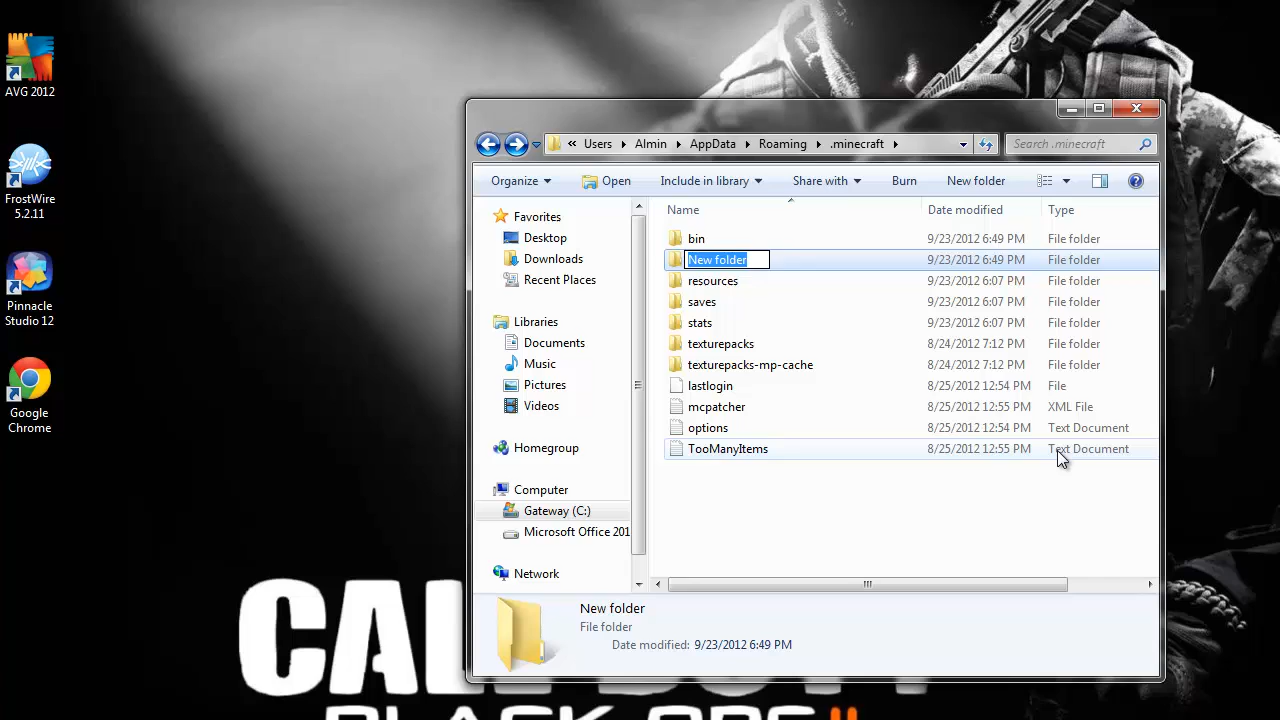 AVG 2012
FrostWire
5.2.11
Pinnacle
Studio 12
Google
Chrome
« Users Almin AppData Roaming .minecraft
Search .minecraft
Organize Open Include in library Share with Burn New folder
Favorites
Desktop
Downloads
Recent Places
Libraries
Documents
Music
Pictures
Videos
Homegroup
Computer
Gateway (C:)
Microsoft Office 201
Network
Name Date modified Type
bin 9/23/2012 6:49 PM File folder
New folder 9/23/2012 6:49 PM File folder
resources 9/23/2012 6:07 PM File folder
saves 9/23/2012 6:07 PM File folder
stats 9/23/2012 6:07 PM File folder
texturepacks 8/24/2012 7:12 PM File folder
texturepacks-mp-cache 8/24/2012 7:12 PM File folder
lastlogin 8/25/2012 12:54 PM File
mcpatcher 8/25/2012 12:55 PM XML File
options 8/25/2012 12:54 PM Text Document
TooManyItems 8/25/2012 12:55 PM Text Document
New folder
File folder
Date modified: 9/23/2012 6:49 PM
CALL OF DUTY
BLACK OPS II